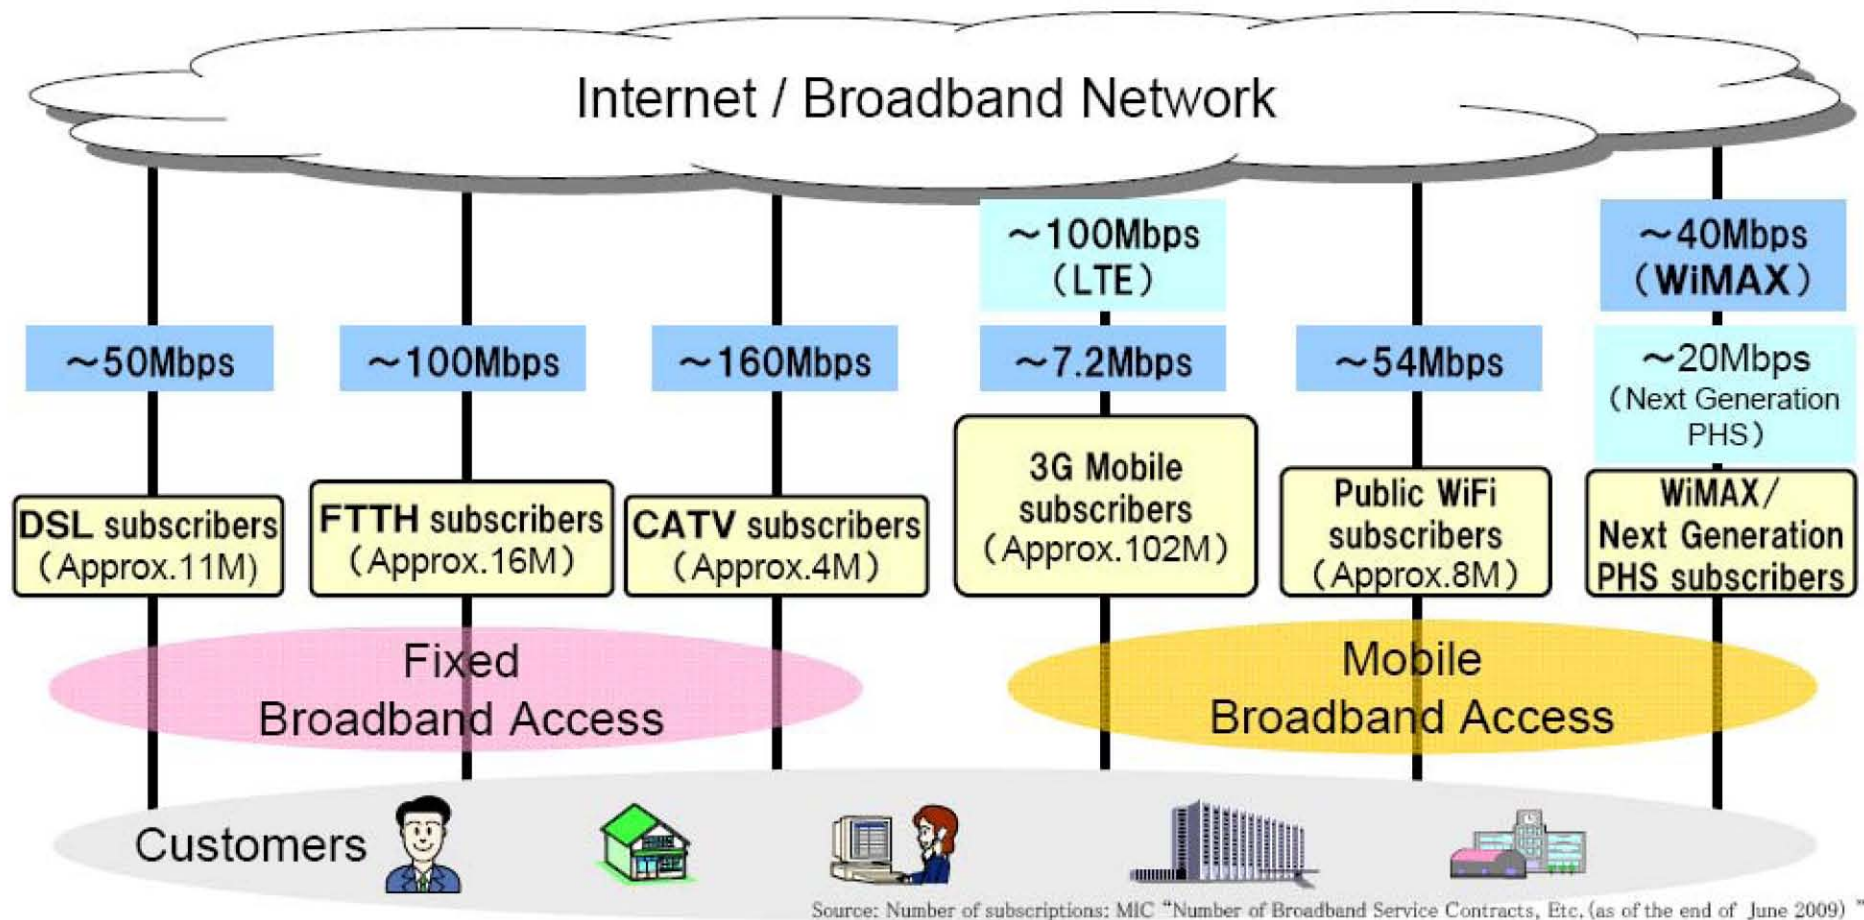 Internet / Broadband Network
~100Mbps
(LTE)
~40Mbps
(WiMAX)
~50Mbps
~100Mbps
~160Mbps
~7.2Mbps
~54Mbps
~20Mbps
(Next Generation
PHS)
DSL subscribers
(Approx.11M)
FTTH subscribers
(Approx.16M)
CATV subscribers
(Approx.4M)
3G Mobile
subscribers
(Approx.102M)
Public WiFi
subscribers
(Approx.8M)
WiMAX/
Next Generation
PHS subscribers
Fixed
Broadband Access
Mobile
Broadband Access
Customers
Source: Number of subscriptions: MIC "Number of Broadband Service Contracts, Etc. (as of the end of June 2009) "